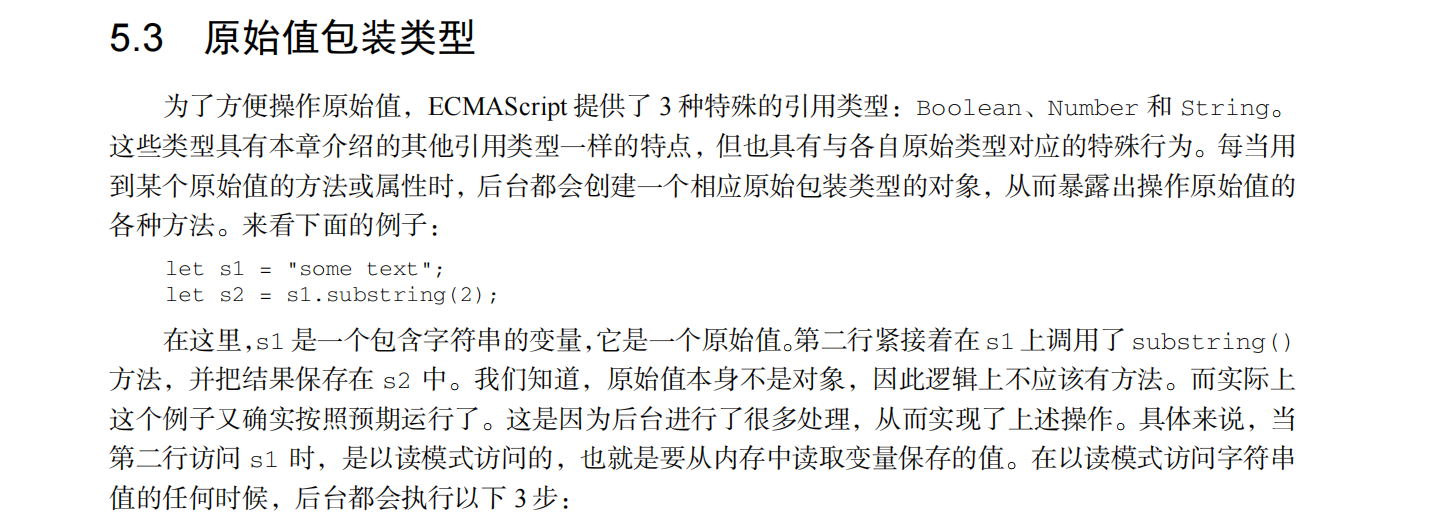 5.3 原始值包装类型
为了方便操作原始值，ECMAScript 提供了 3 种特殊的引用类型：Boolean、Number 和 String。
这些类型具有本章介绍的其他引用类型一样的特点，但也具有与各自原始类型对应的特殊行为。每当用
到某个原始值的方法或属性时，后台都会创建一个相应原始包装类型的对象，从而暴露出操作原始值的
各种方法。来看下面的例子：
let s1 = "some text";
let s2 = s1.substring(2);
在这里，s1 是一个包含字符串的变量，它是一个原始值。第二行紧接着在 s1 上调用了 substring()
方法，并把结果保存在 s2 中。我们知道，原始值本身不是对象，因此逻辑上不应该有方法。而实际上
这个例子又确实按照预期运行了。这是因为后台进行了很多处理，从而实现了上述操作。具体来说，当
第二行访问 s1 时，是以读模式访问的，也就是要从内存中读取变量保存的值。在以读模式访问字符串
值的任何时候，后台都会执行以下 3 步：